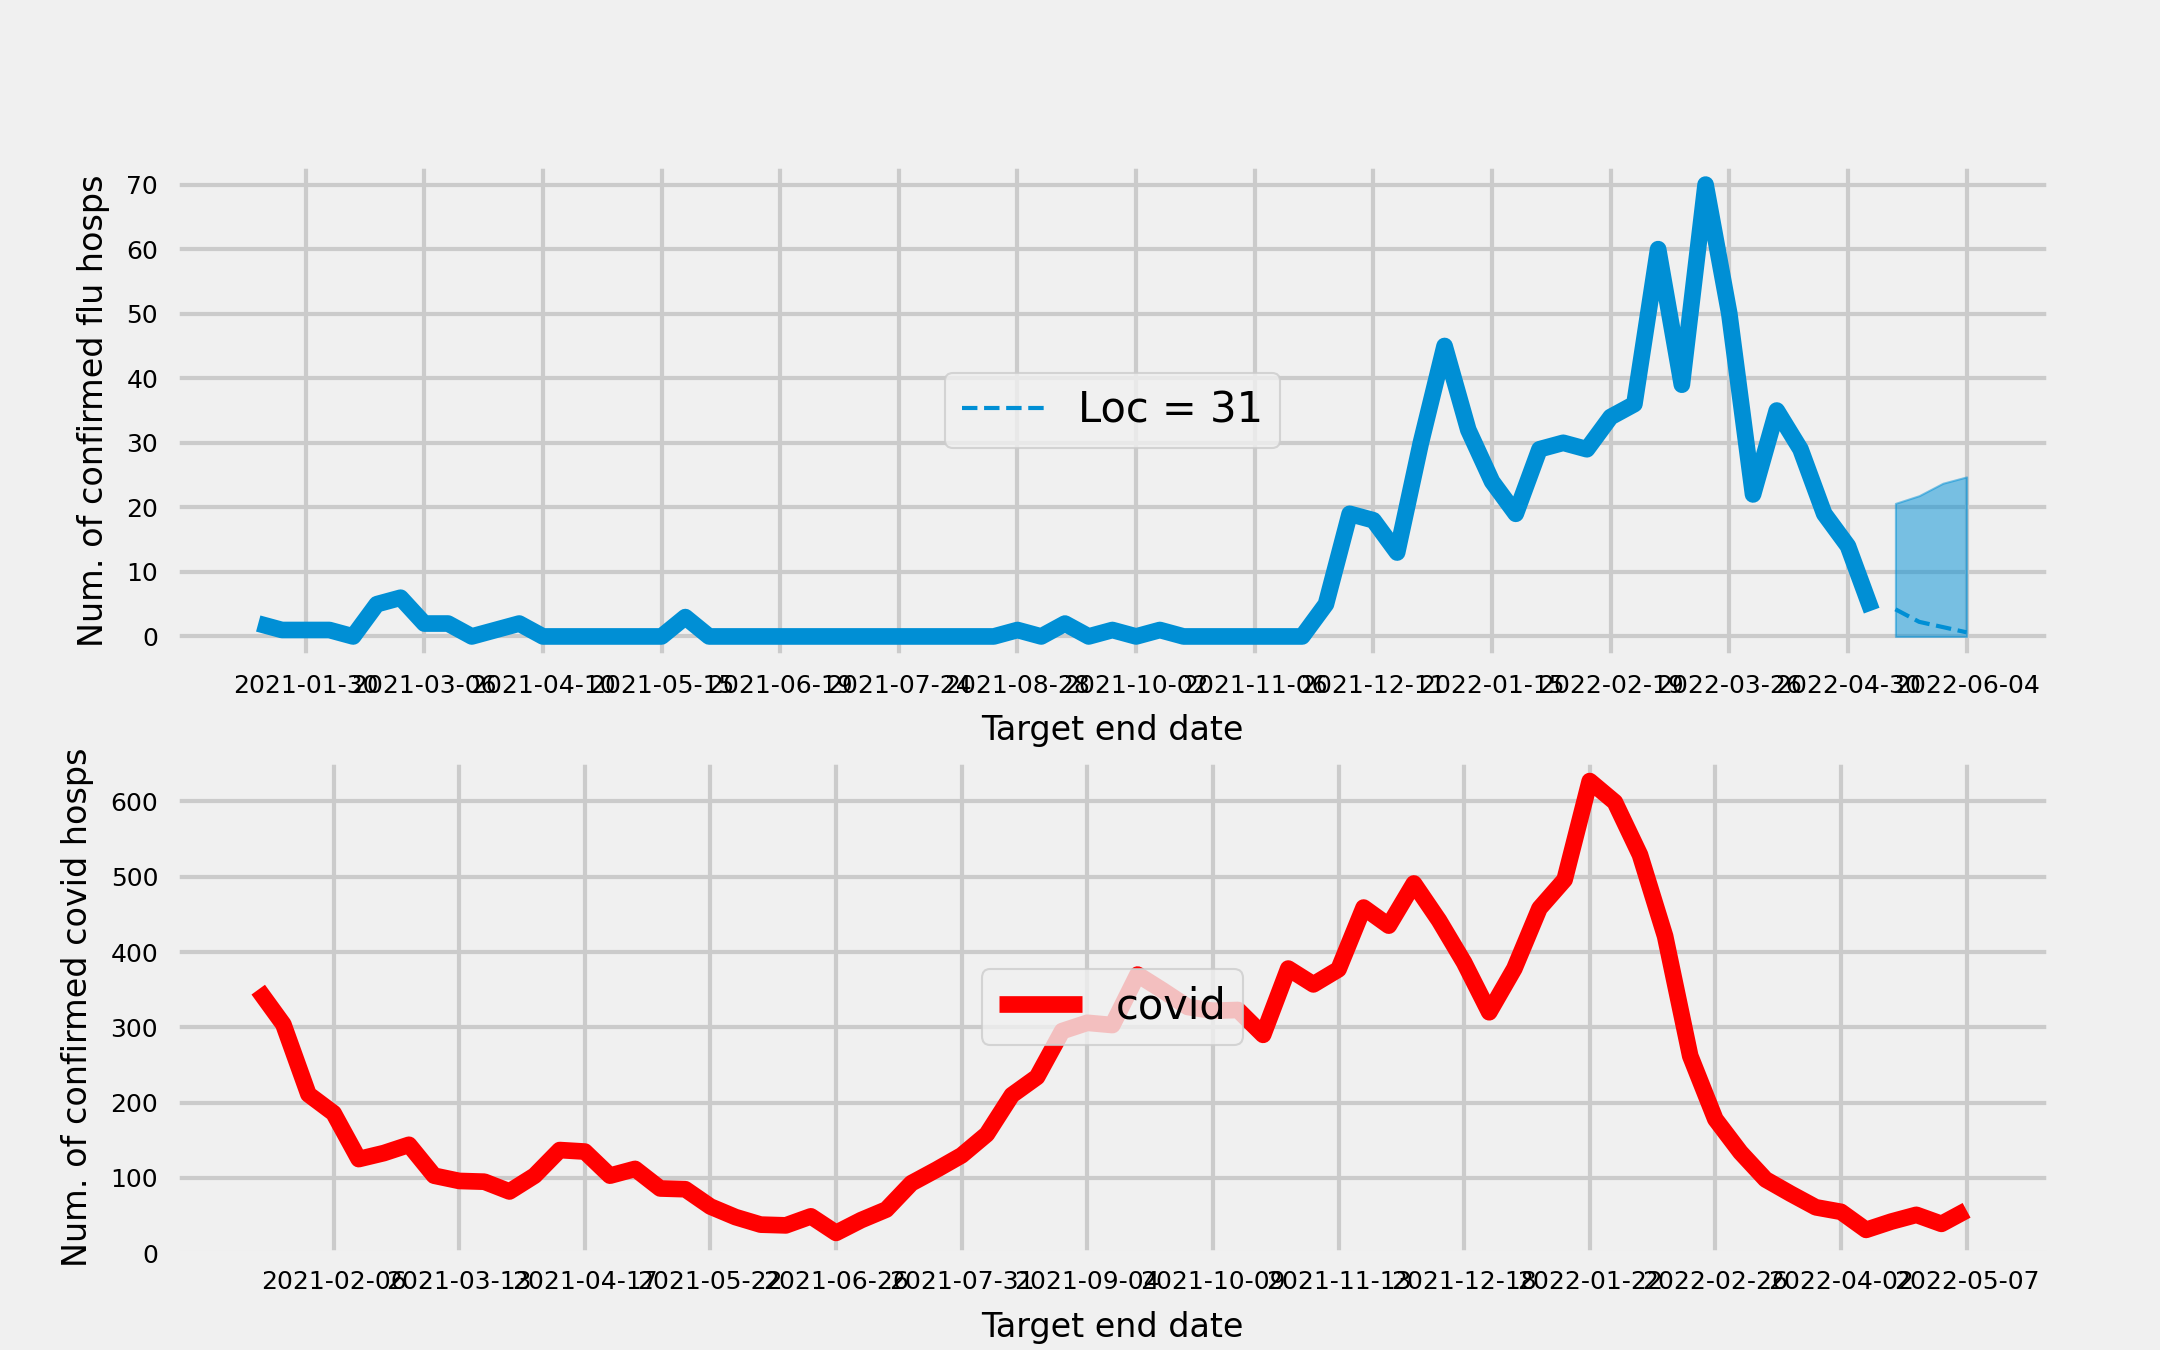 Num. of confirmed flu hosps
70
60
50
40
30
20
10
0
Loc = 31
2021-01-30 2021-03-06 2021-04-10 2021-05-15 2021-06-19 2021-07-24 2021-08-28 2021-10-02 2021-11-06 2021-12-11 2022-01-15 2022-02-19 2022-03-26 2022-04-30 2022-06-04
Target end date
Num. of confirmed covid hosps
600
500
400
300
200
100
0
covid
2021-02-06 2021-03-13 2021-04-17 2021-05-22 2021-06-26 2021-07-31 2021-09-04 2021-10-09 2021-11-13 2021-12-18 2022-01-22 2022-02-26 2022-04-02 2022-05-07
Target end date